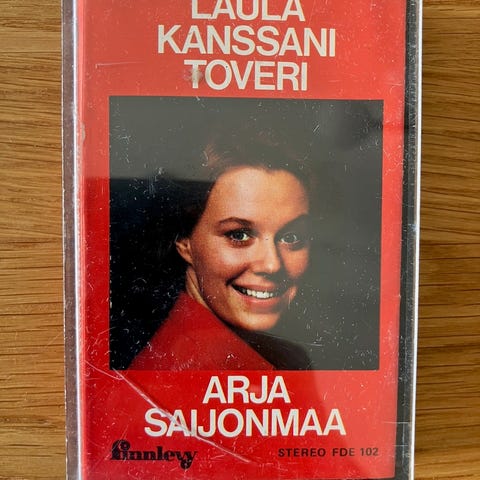 LAULA
KANSSANI
TOVERI
ARJA
SAIJONMAA
finnlevy
STEREO FDE 102